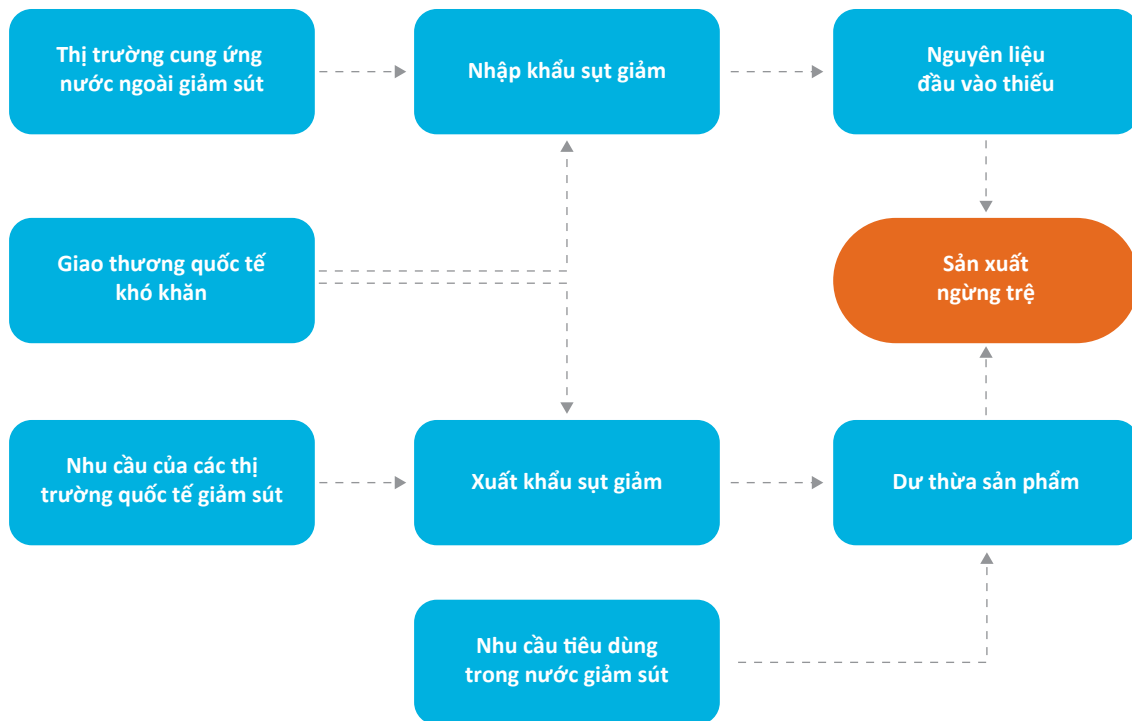 Thị trường cung ứng
nước ngoài giảm sút
Nhập khẩu sụt giảm
Nguyên liệu
đầu vào thiếu
Giao thương quốc tế
khó khăn
Sản xuất
ngừng trệ
Nhu cầu của các thị
trường quốc tế giảm sút
Xuất khẩu sụt giảm
Dư thừa sản phẩm
Nhu cầu tiêu dùng
trong nước giảm sút